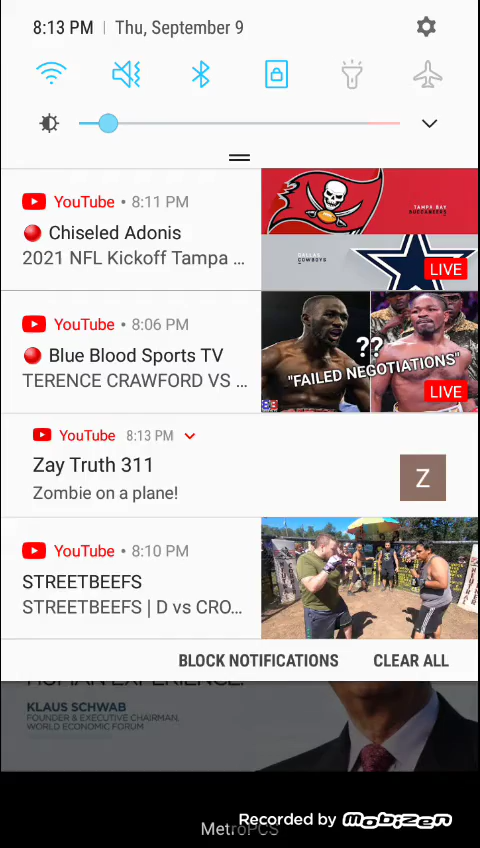 8:13 PM | Thu, September 9
YouTube • 8:11 PM
Chiseled Adonis
2021 NFL Kickoff Tampa ...
TAMPA BAY
BUCCANEERS
DALLAS
COWBOYS
LIVE
YouTube • 8:06 PM
Blue Blood Sports TV
TERENCE CRAWFORD VS ...
??
"FAILED NEGOTIATIONS"
LIVE
YouTube 8:13 PM
Zay Truth 311
Zombie on a plane!
Z
YouTube • 8:10 PM
STREETBEEFS
STREETBEEFS | D vs CRO...
BLOCK NOTIFICATIONS CLEAR ALL
HUMAN EXPERIENCE.
KLAUS SCHWAB
FOUNDER & EXECUTIVE CHAIRMAN,
WORLD ECONOMIC FORUM
Recorded by Mobizen
MetroPCS